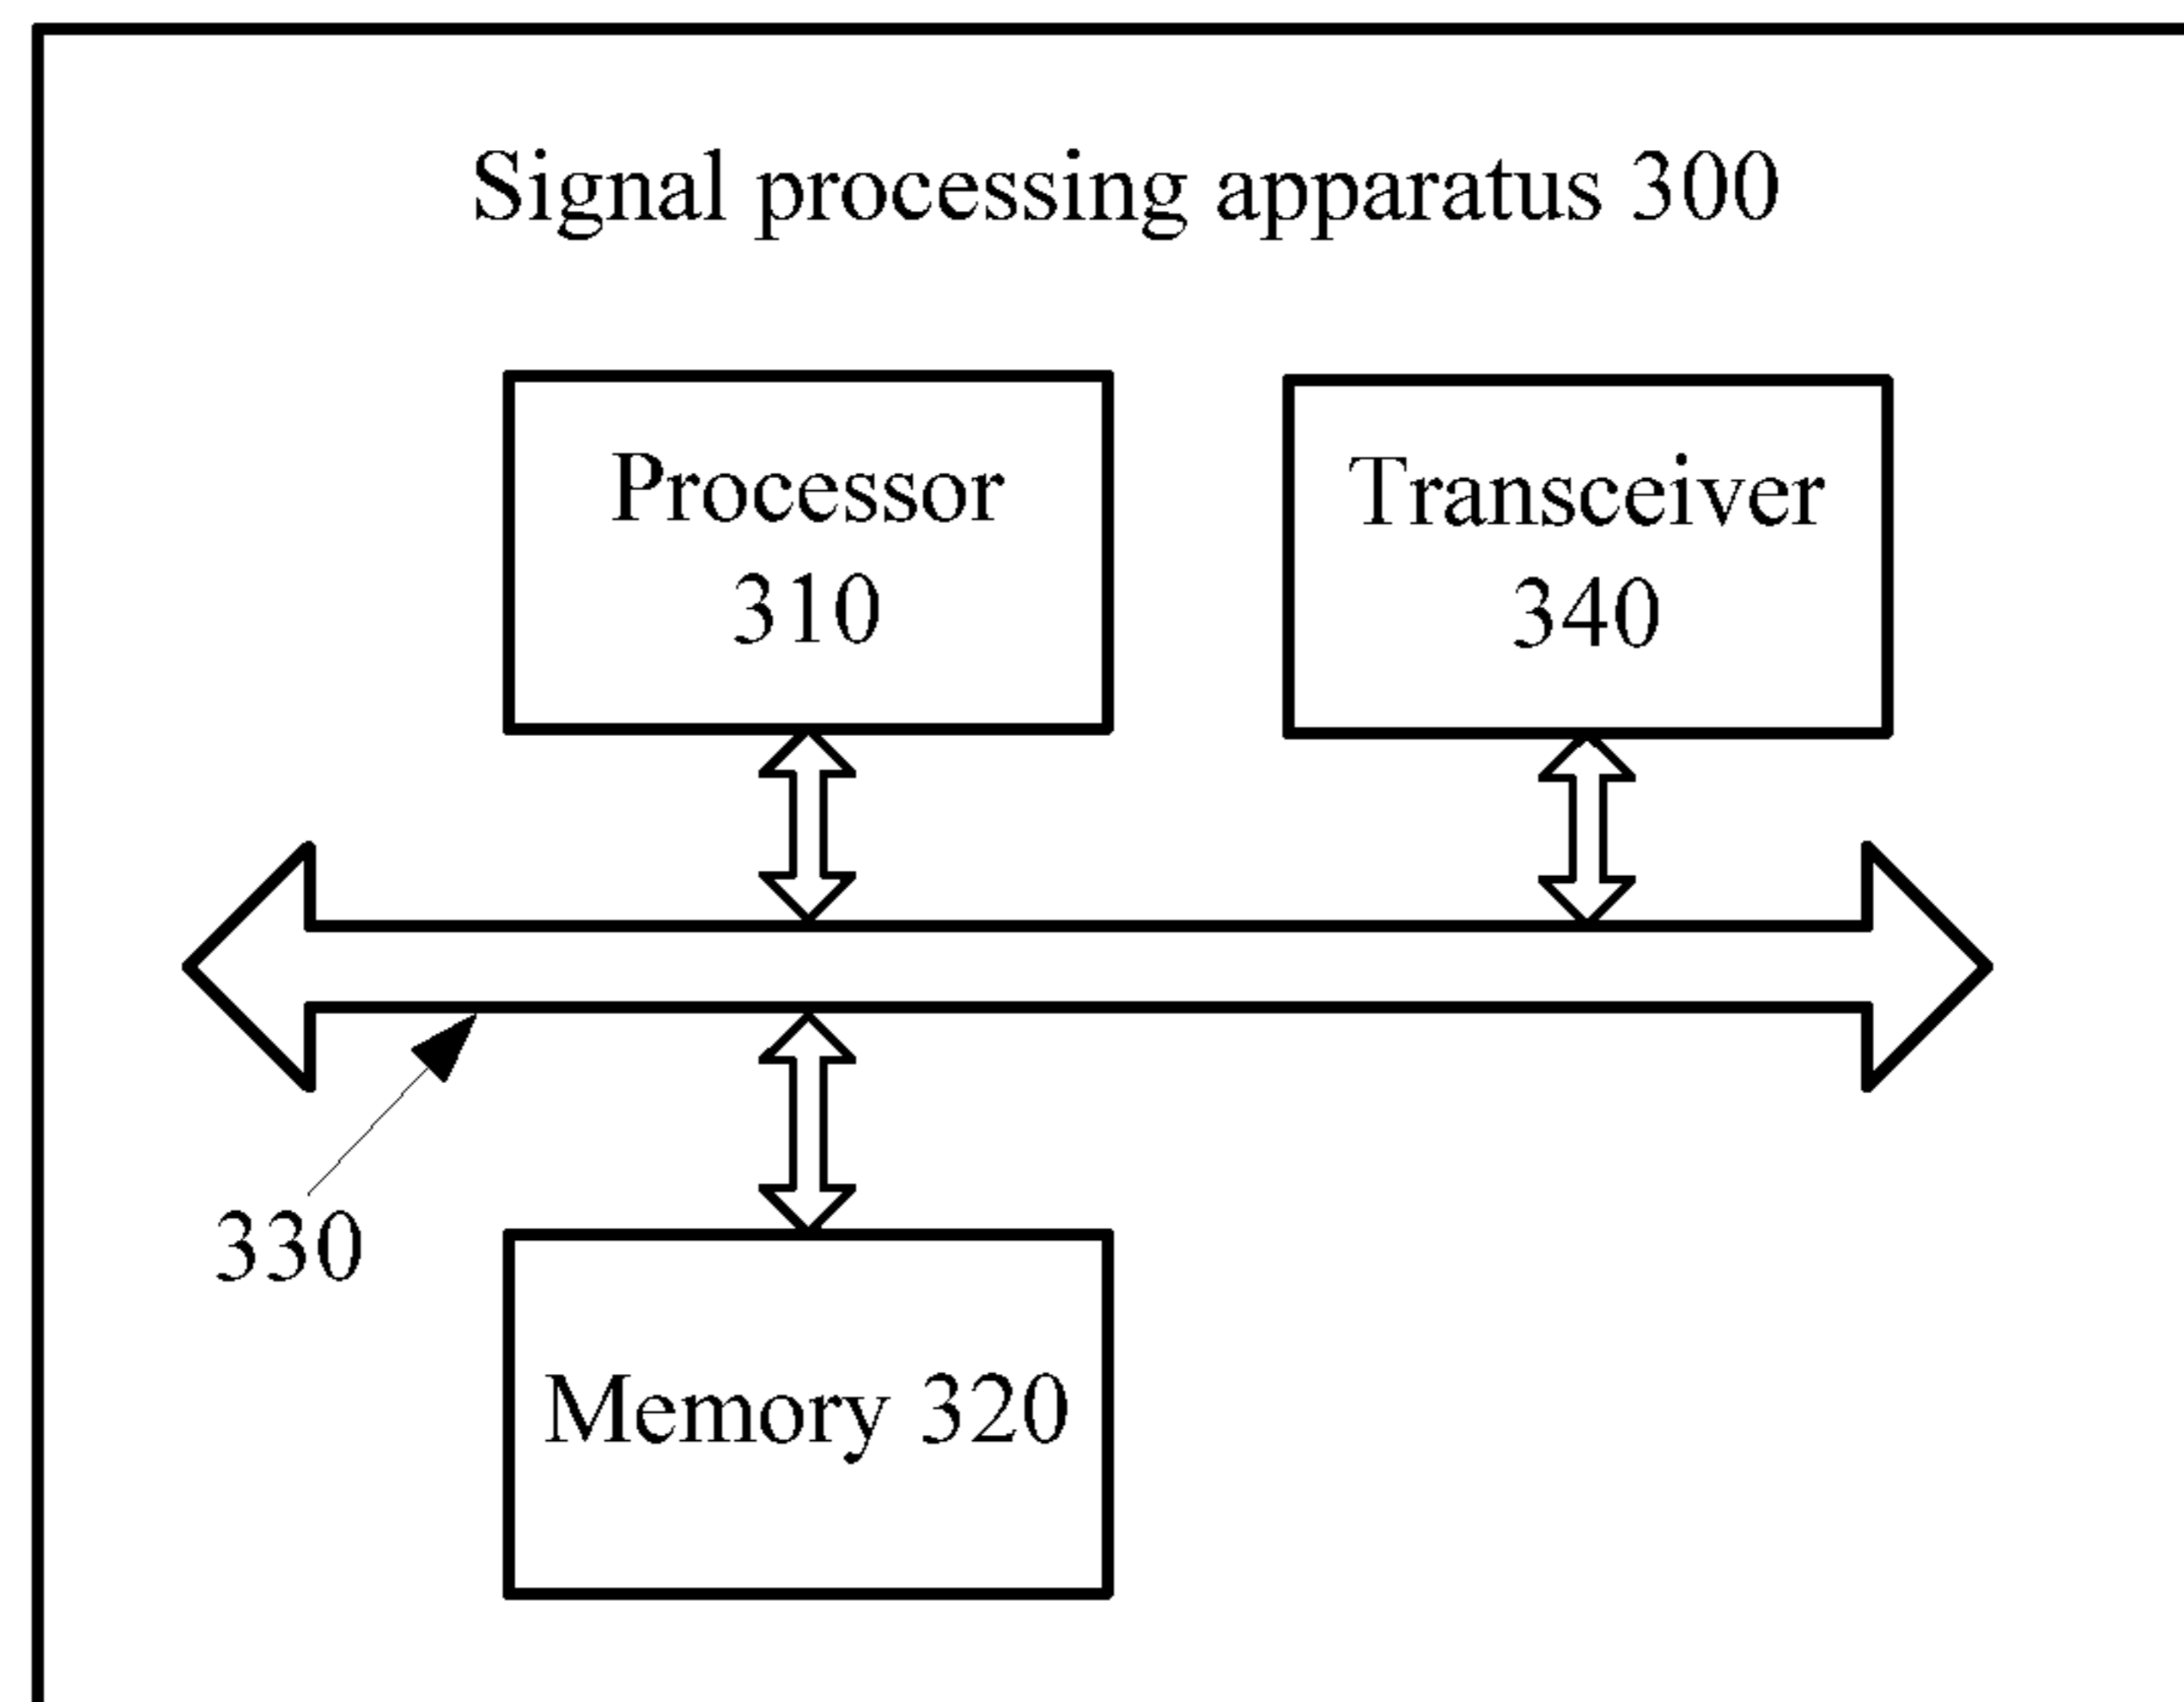 Signal processing apparatus 300
Processor
310
Transceiver
340
330
Memory 320